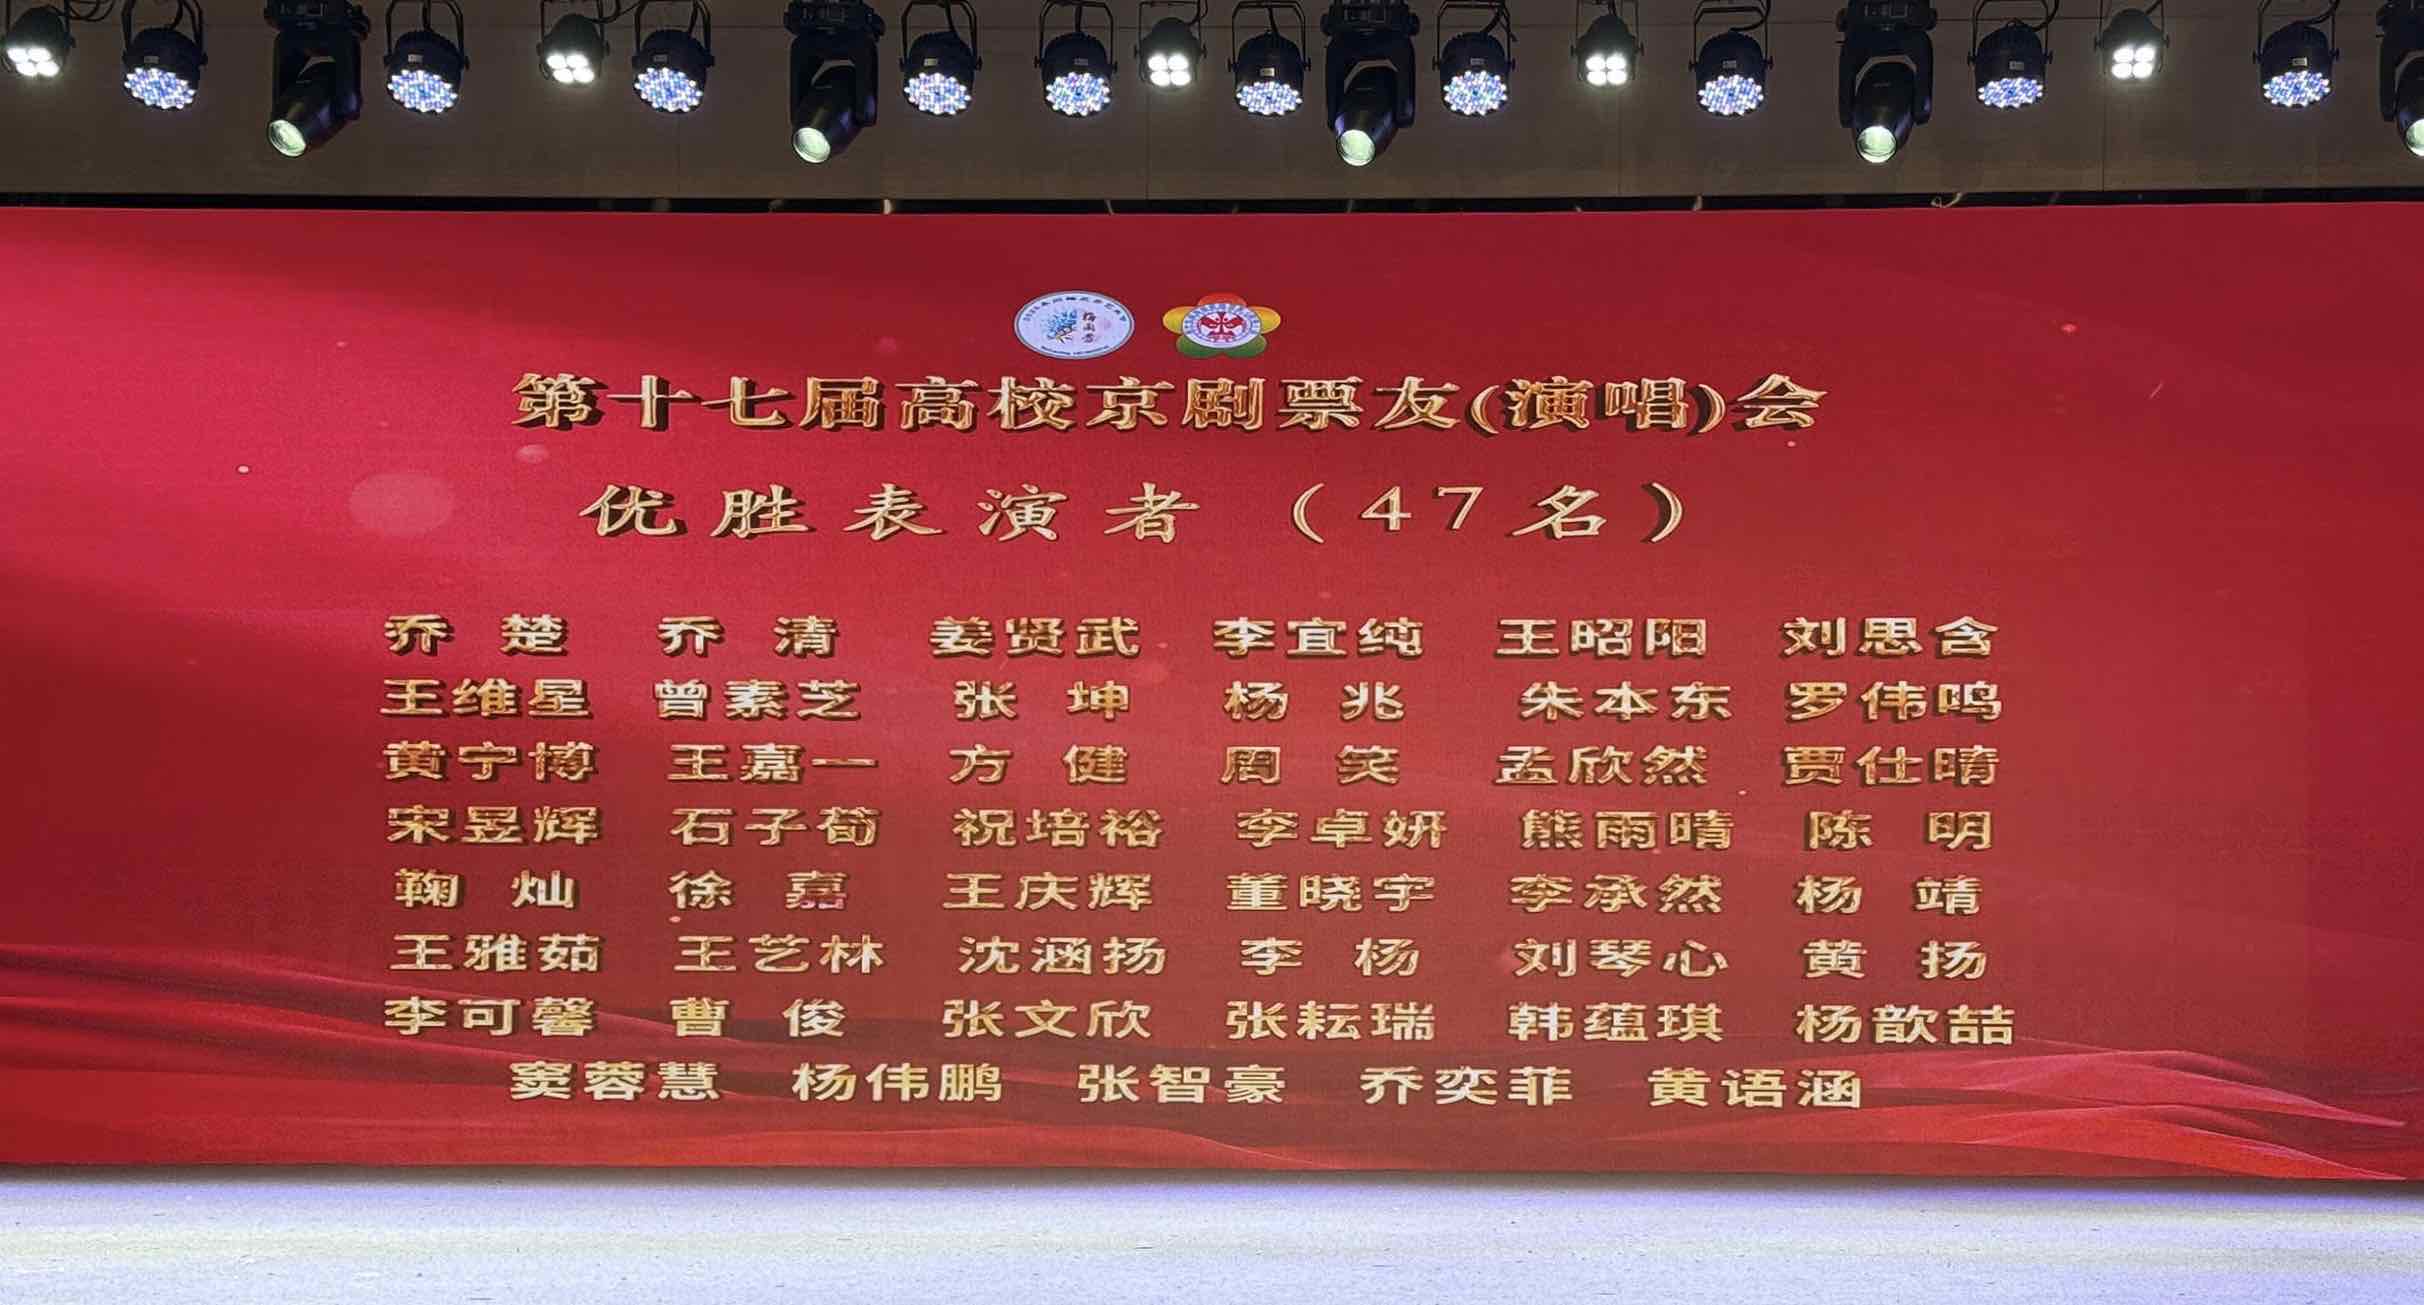 梅兰芳
第十七届高校京剧票友(演唱)会
优胜表演者（47名）
乔楚 乔清 姜贤武 李宜纯 王昭阳 刘思含
王维星 曾素芝 张坤 杨兆 朱本东 罗伟鸣
黄宁博 王嘉一 方健 周笑 孟欣然 贾仕晴
宋昱辉 石子荀 祝培裕 李卓妍 熊雨晴 陈明
鞠灿 徐嘉 王庆辉 董晓宇 李承然 杨靖
王雅茹 王艺林 沈涵扬 李杨 刘琴心 黄扬
李可馨 曹俊 张文欣 张耘瑞 韩蕴琪 杨歆喆
窦蓉慧 杨伟鹏 张智豪 乔奕菲 黄语涵